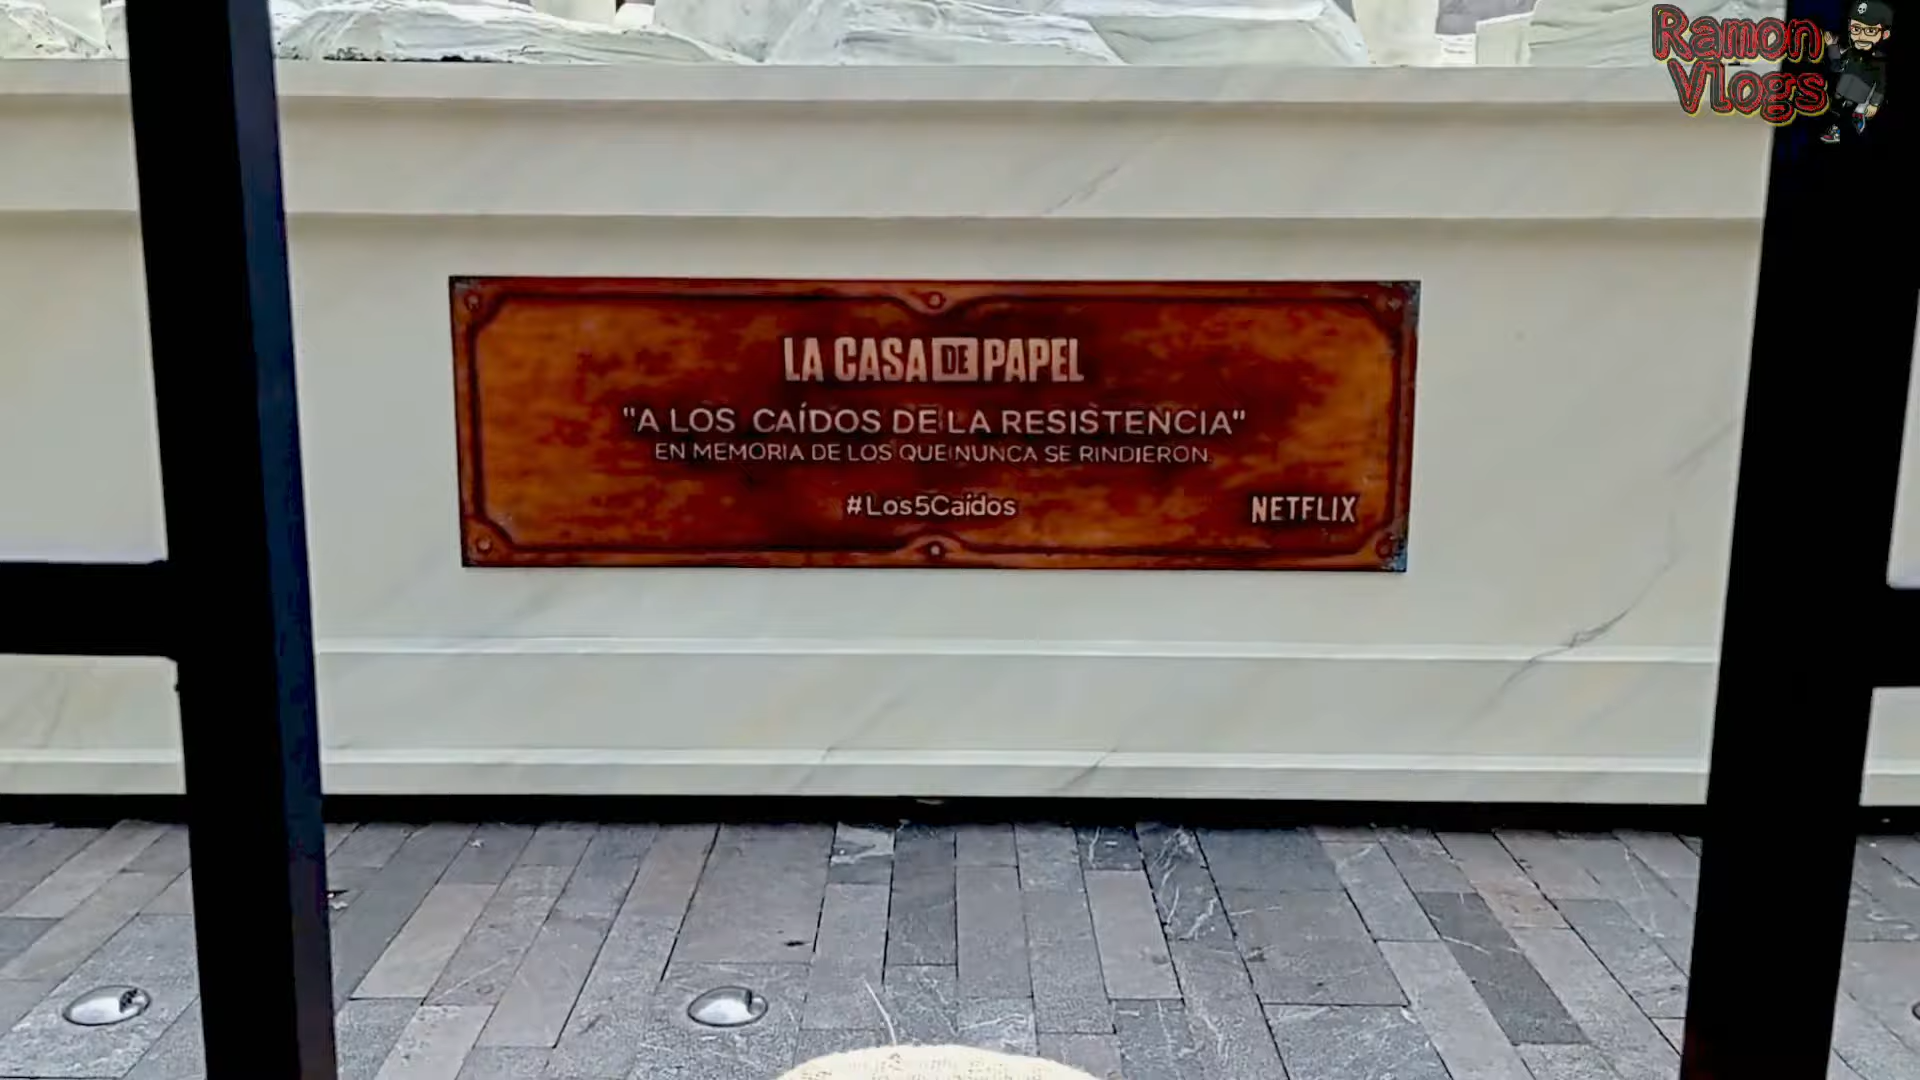 Ramon
Vlogs
LA CASA DE PAPEL
"A LOS CAÍDOS DE LA RESISTENCIA"
EN MEMORIA DE LOS QUE NUNCA SE RINDIERON.
#Los5Caídos
NETFLIX